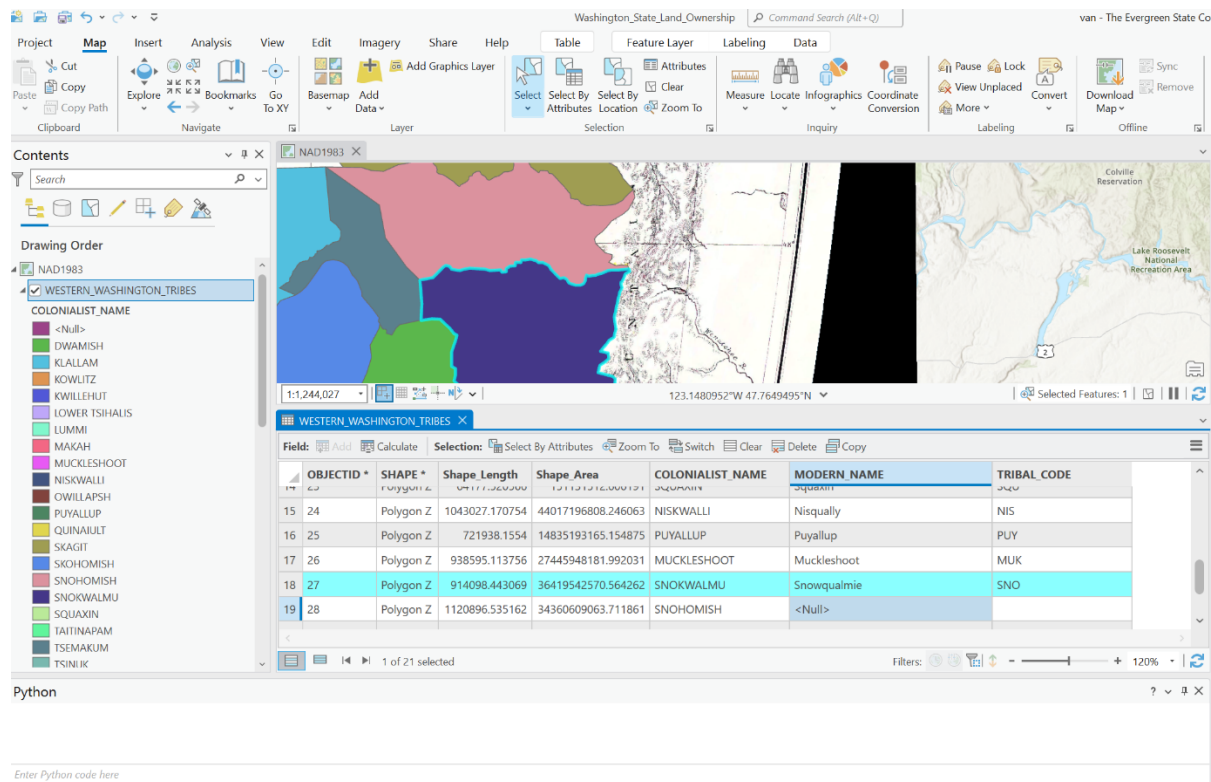 Washington_State_Land_Ownership
Command Search (Alt+Q)
van - The Evergreen State Co
Project Map Insert Analysis View Edit Imagery Share Help Table Feature Layer Labeling Data
Paste
Cut
Copy
Copy Path
Clipboard
Explore
Bookmarks
Go To XY
Navigate
Basemap
Add Data
Add Graphics Layer
Layer
Select
Select By Attributes
Select By Location
Attributes
Clear
Zoom To
Selection
Measure
Locate
Infographics
Coordinate Conversion
Inquiry
Pause
Lock
View Unplaced
More
Convert
Labeling
Download Map
Sync
Remove
Offline
Contents
Search
Drawing Order
NAD1983
WESTERN_WASHINGTON_TRIBES
COLONIALIST_NAME
<Null>
DWAMISH
KLALLAM
KOWLITZ
KWILLEHUT
LOWER TSIHALIS
LUMMI
MAKAH
MUCKLESHOOT
NISKWALLI
OWILLAPSH
PUYALLUP
QUINAIULT
SKAGIT
SKOHOMISH
SNOHOMISH
SNOKWALMU
SQUAXIN
TAITINAPAM
TSEMAKUM
TSINUK
NAD1983
Colville
Reservation
Lake Roosevelt
National
Recreation Area
2
1:1,244,027
123.1480952°W 47.7649495°N
Selected Features: 1
WESTERN_WASHINGTON_TRIBES
Field: Add Calculate Selection: Select By Attributes Zoom To Switch Clear Delete Copy
OBJECTID * SHAPE * Shape_Length Shape_Area COLONIALIST_NAME MODERN_NAME TRIBAL_CODE
15 24 Polygon Z 1043027.170754 44017196808.246063 NISKWALLI Nisqually NIS
16 25 Polygon Z 721938.1554 14835193165.154875 PUYALLUP Puyallup PUY
17 26 Polygon Z 938595.113756 27445948181.992031 MUCKLESHOOT Muckleshoot MUK
18 27 Polygon Z 914098.443069 36419542570.564262 SNOKWALMU Snowqualmie SNO
19 28 Polygon Z 1120896.535162 34360609063.711861 SNOHOMISH <Null>
1 of 21 selected
Filters:
120%
Python
Enter Python code here